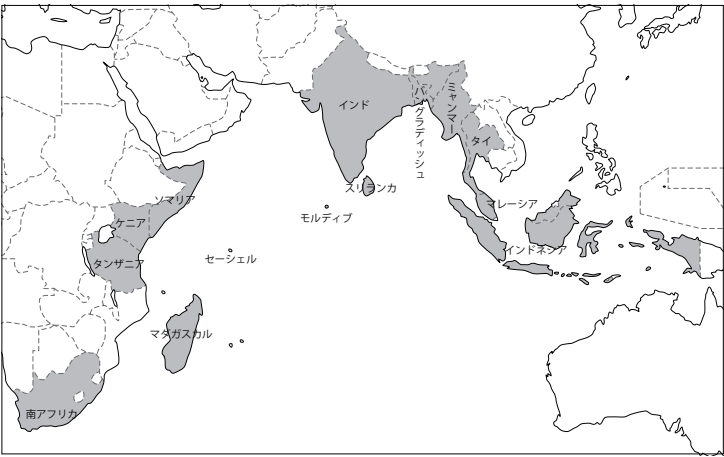 インド
バングラディッシュ
ミャンマー
タイ
スリランカ
ソマリア
マレーシア
モルディブ
ケニア
インドネシア
セーシェル
タンザニア
マダガスカル
南アフリカ